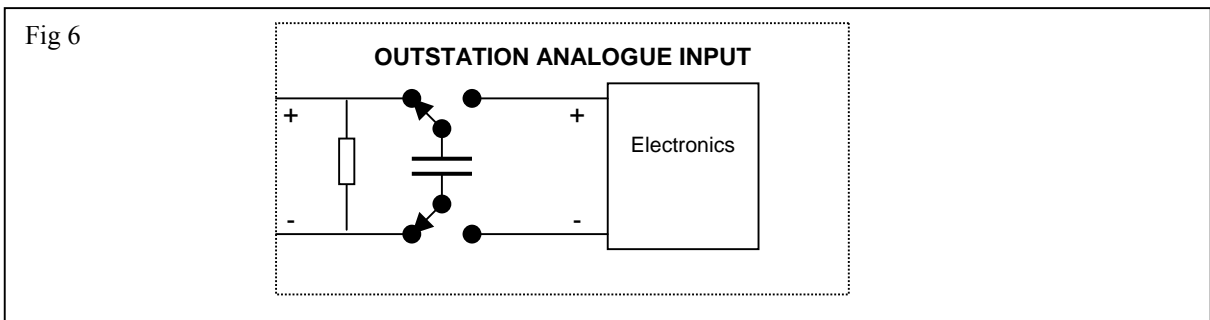 Fig 6
OUTSTATION ANALOGUE INPUT
+ +
Electronics
- -